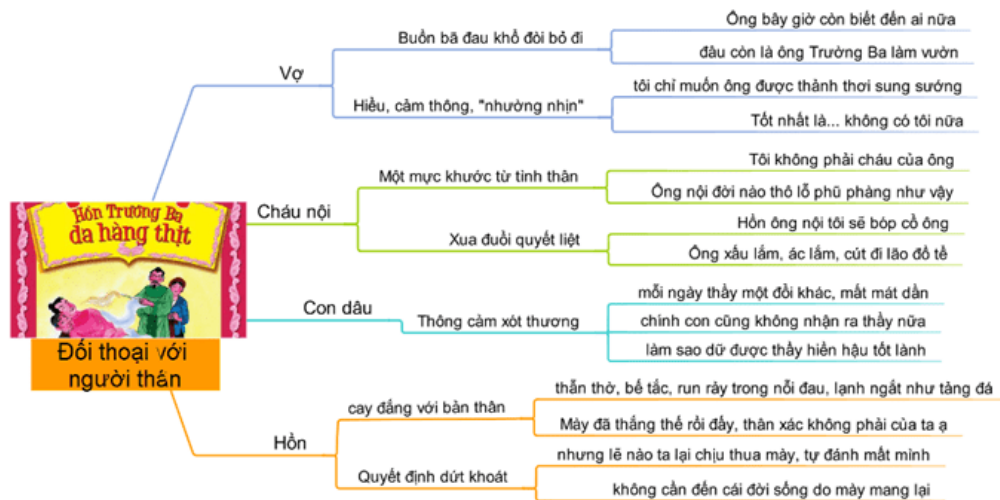 Hồn Trương Ba
da hàng thịt
Đối thoại với
người thân
Vợ
Buồn bã đau khổ đòi bỏ đi
Ông bây giờ còn biết đến ai nữa
đâu còn là ông Trường Ba làm vườn
Hiểu, cảm thông, "nhường nhịn"
tôi chỉ muốn ông được thảnh thơi sung sướng
Tốt nhất là... không có tôi nữa
Cháu nội
Một mực khước từ tình thân
Tôi không phải cháu của ông
Ông nội đời nào thô lỗ phũ phàng như vậy
Xua đuổi quyết liệt
Hồn ông nội tôi sẽ bóp cổ ông
Ông xấu lắm, ác lắm, cút đi lão đồ tể
Con dâu
Thông cảm xót thương
mỗi ngày thầy một đổi khác, mất mát dần
chính con cũng không nhận ra thầy nữa
làm sao dữ được thầy hiền hậu tốt lành
Hồn
cay đắng với bản thân
thẫn thờ, bế tắc, run rảy trong nỗi đau, lạnh ngắt như tảng đá
Mày đã thắng thế rồi đấy, thân xác không phải của ta ạ
Quyết định dứt khoát
nhưng lẽ nào ta lại chịu thua mày, tự đánh mất mình
không cần đến cái đời sống do mày mang lại